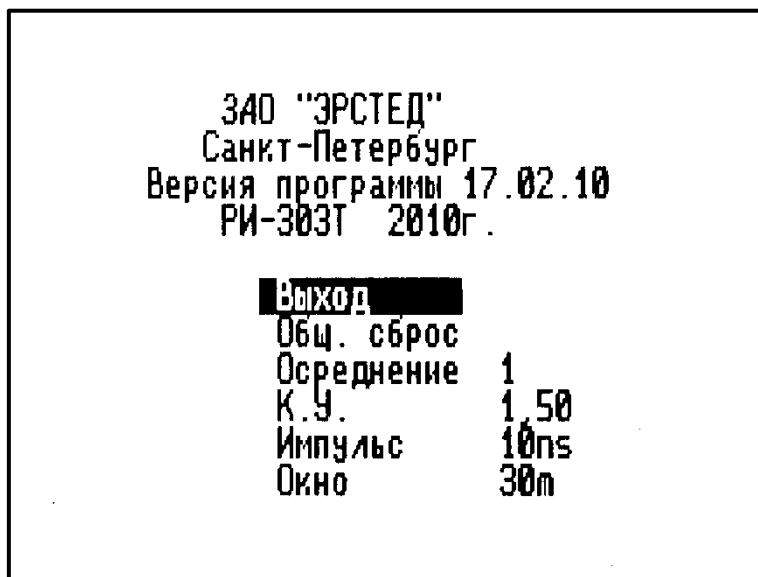 ЗАО "ЭРСТЕД"
Санкт-Петербург
Версия программы 17.02.10
РИ-303Т 2010г.
Выход
Общ. сброс
Осреднение 1
К.У. 1,50
Импульс 10ns
Окно 30m